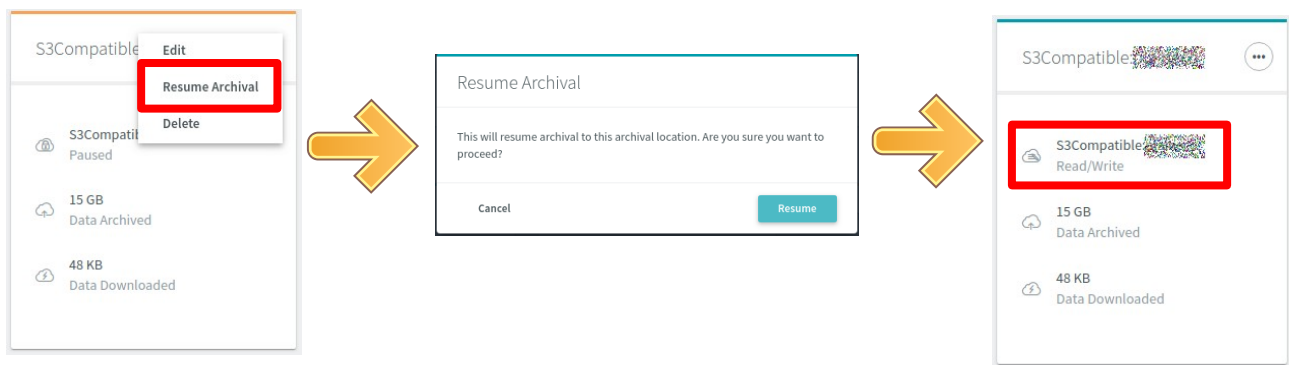 S3Compatible
Edit
Resume Archival
Delete
Paused
15 GB
Data Archived
48 KB
Data Downloaded
Resume Archival
This will resume archival to this archival location. Are you sure you want to
proceed?
Cancel
Resume
S3Compatible:
S3Compatible:
Read/Write
15 GB
Data Archived
48 KB
Data Downloaded